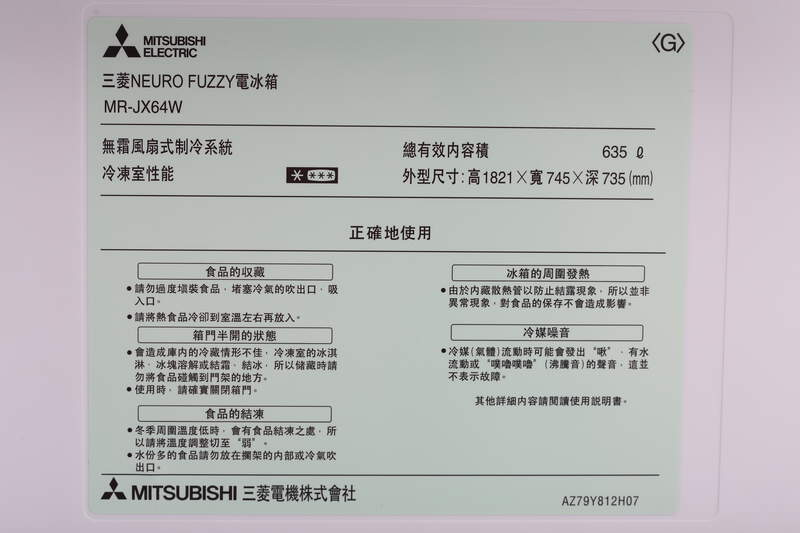 MITSUBISHI
ELECTRIC
〈G〉
三菱NEURO FUZZY電冰箱
MR-JX64W
無霜風扇式制冷系統
總有效内容積 635 ℓ
冷凍室性能
外型尺寸:高1821×寬745×深735(mm)
正確地使用
食品的收藏
●請勿過度塡裝食品,堵塞冷氣的吹出口,吸
入口。
●請將熱食品冷卻到室溫左右再放入。
箱門半開的狀態
●會造成庫内的冷藏情形不佳,冷凍室的冰淇
淋,冰塊溶解或結霜,結冰,所以儲藏時請
勿將食品碰觸到門架的地方。
●使用時,請確實關閉箱門。
食品的結凍
●冬季周圍溫度低時,會有食品結凍之處,所
以請將溫度調整切至“弱”。
●水份多的食品請勿放在擱架的内部或冷氣吹
出口。
冰箱的周圍發熱
●由於内藏散熱管以防止結露現象,所以並非
異常現象,對食品的保存不會造成影響。
冷媒噪音
●冷媒(氣體)流動時可能會發出“啾”,有水
流動或“噗嚕噗嚕”(沸騰音)的聲音,這並
不表示故障。
其他詳細内容請閱讀使用説明書。
MITSUBISHI 三菱電機株式會社
AZ79Y812H07